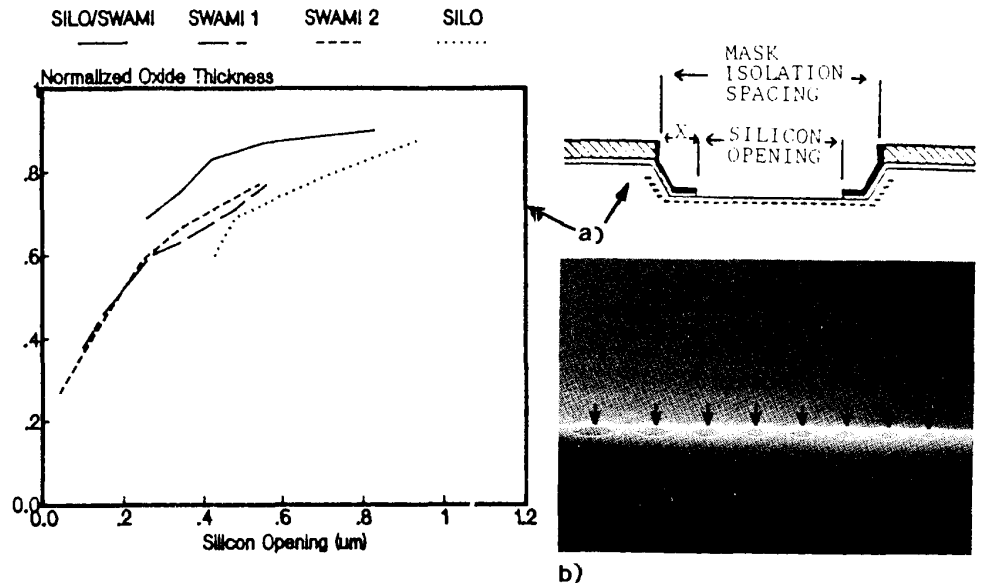 SILO/SWAMI SWAMI 1 SWAMI 2 SILO
Normalized Oxide Thickness
.8
.6
.4
.2
0.0
0.0 .2 .4 .6 .8 1 1.2
Silicon Opening (um)
MASK
ISOLATION
SPACING
X
SILICON
OPENING
a)
b)